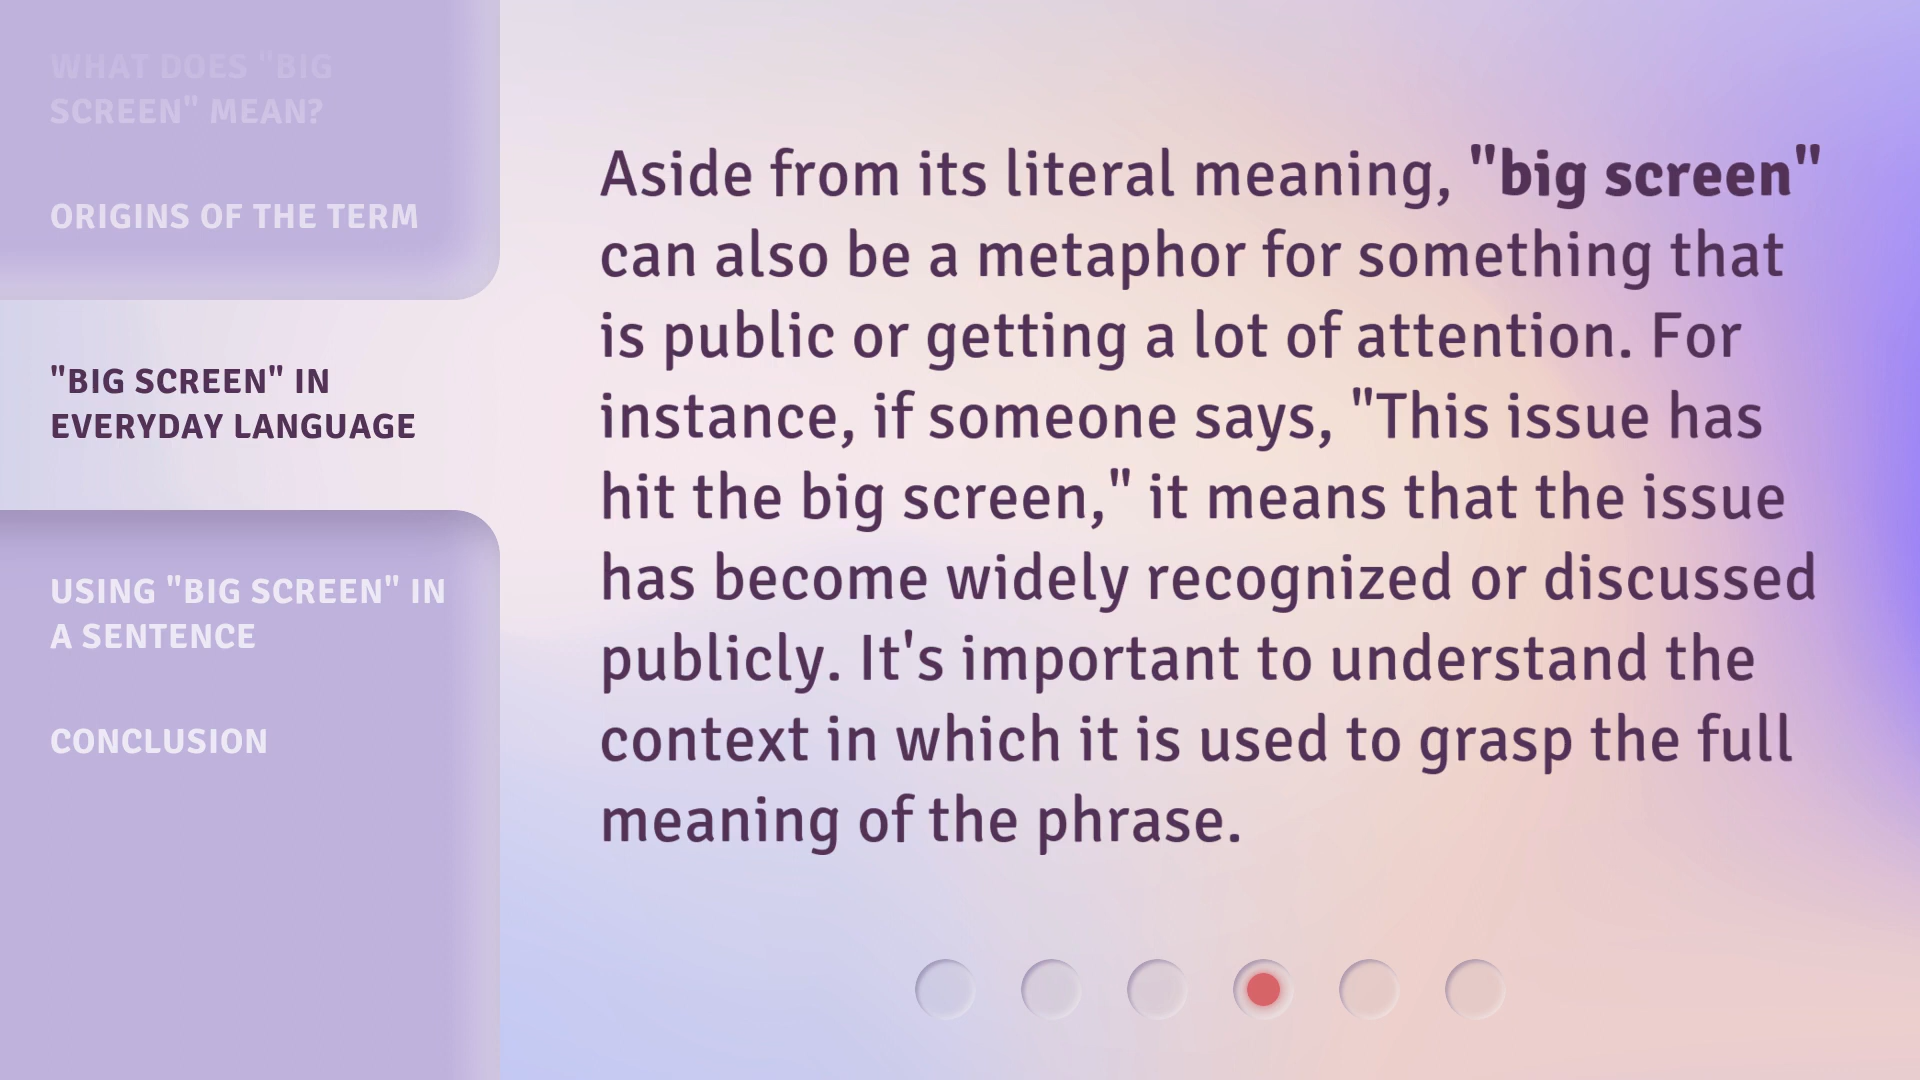 WHAT DOES "BIG
SCREEN" MEAN?
ORIGINS OF THE TERM
"BIG SCREEN" IN
EVERYDAY LANGUAGE
USING "BIG SCREEN" IN
A SENTENCE
CONCLUSION
Aside from its literal meaning, "big screen"
can also be a metaphor for something that
is public or getting a lot of attention. For
instance, if someone says, "This issue has
hit the big screen," it means that the issue
has become widely recognized or discussed
publicly. It's important to understand the
context in which it is used to grasp the full
meaning of the phrase.